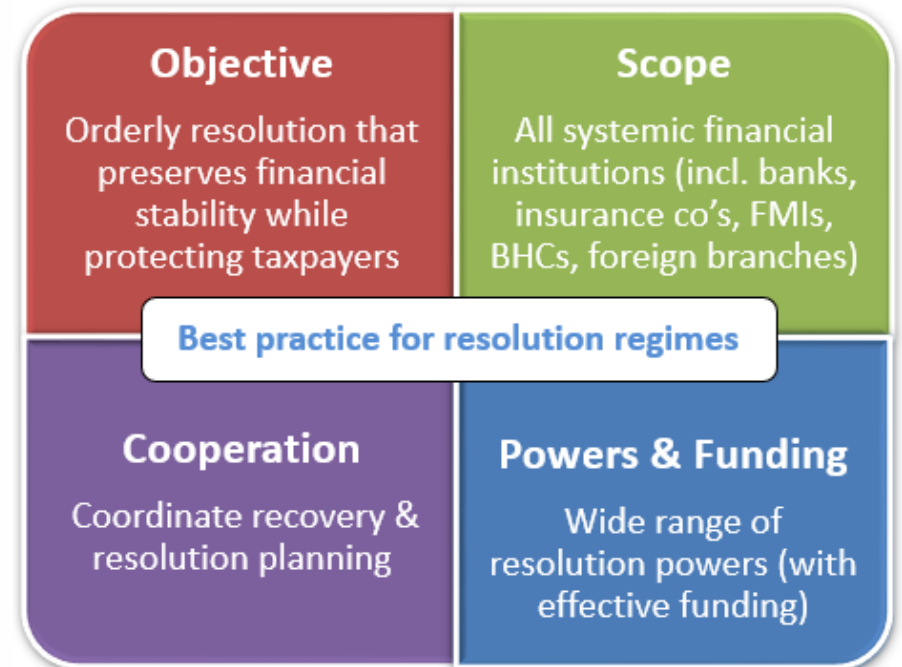 Objective
Orderly resolution that
preserves financial
stability while
protecting taxpayers
Scope
All systemic financial
institutions (incl. banks,
insurance co's, FMIs,
BHCs, foreign branches)
Best practice for resolution regimes
Cooperation
Coordinate recovery &
resolution planning
Powers & Funding
Wide range of
resolution powers (with
effective funding)